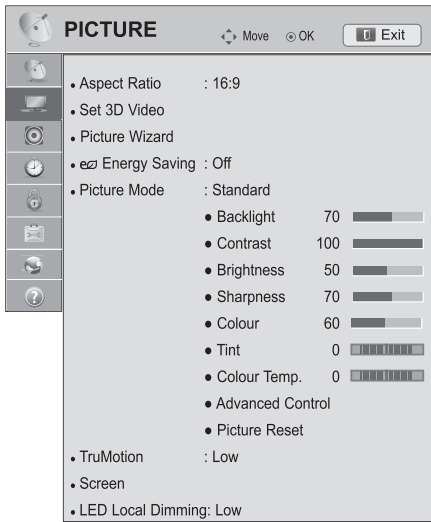 PICTURE Move OK Exit
• Aspect Ratio : 16:9
• Set 3D Video
• Picture Wizard
• Energy Saving : Off
• Picture Mode : Standard
● Backlight 70
● Contrast 100
● Brightness 50
● Sharpness 70
● Colour 60
● Tint 0
● Colour Temp. 0
● Advanced Control
● Picture Reset
• TruMotion : Low
• Screen
• LED Local Dimming: Low